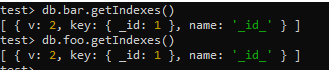 test> db.bar.getIndexes()
[ { v: 2, key: { _id: 1 }, name: '_id_' } ]
test> db.foo.getIndexes()
[ { v: 2, key: { _id: 1 }, name: '_id_' } ]
test>